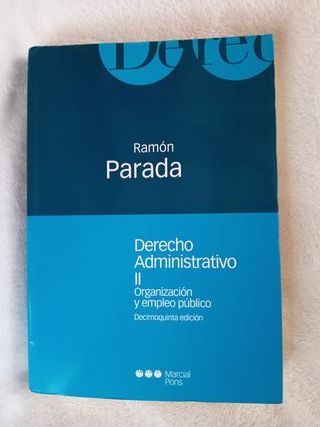 Derec
Ramón
Parada
Derecho
Administrativo
II
Organización
y empleo público
Decimoquinta edición
Marcial
Pons